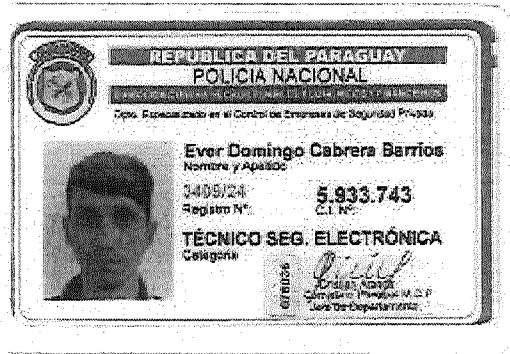 REPUBLICA DEL PARAGUAY
POLICIA NACIONAL
Dpto. Especializado en el Control de Empresas de Seguridad Privada
Ever Domingo Cabrera Barrios
Nombre y Apellido
3409/24 5.933.743
Registro N°: C.I. N°:
TÉCNICO SEG. ELECTRÓNICA
Categoría
Jefe de Departamento